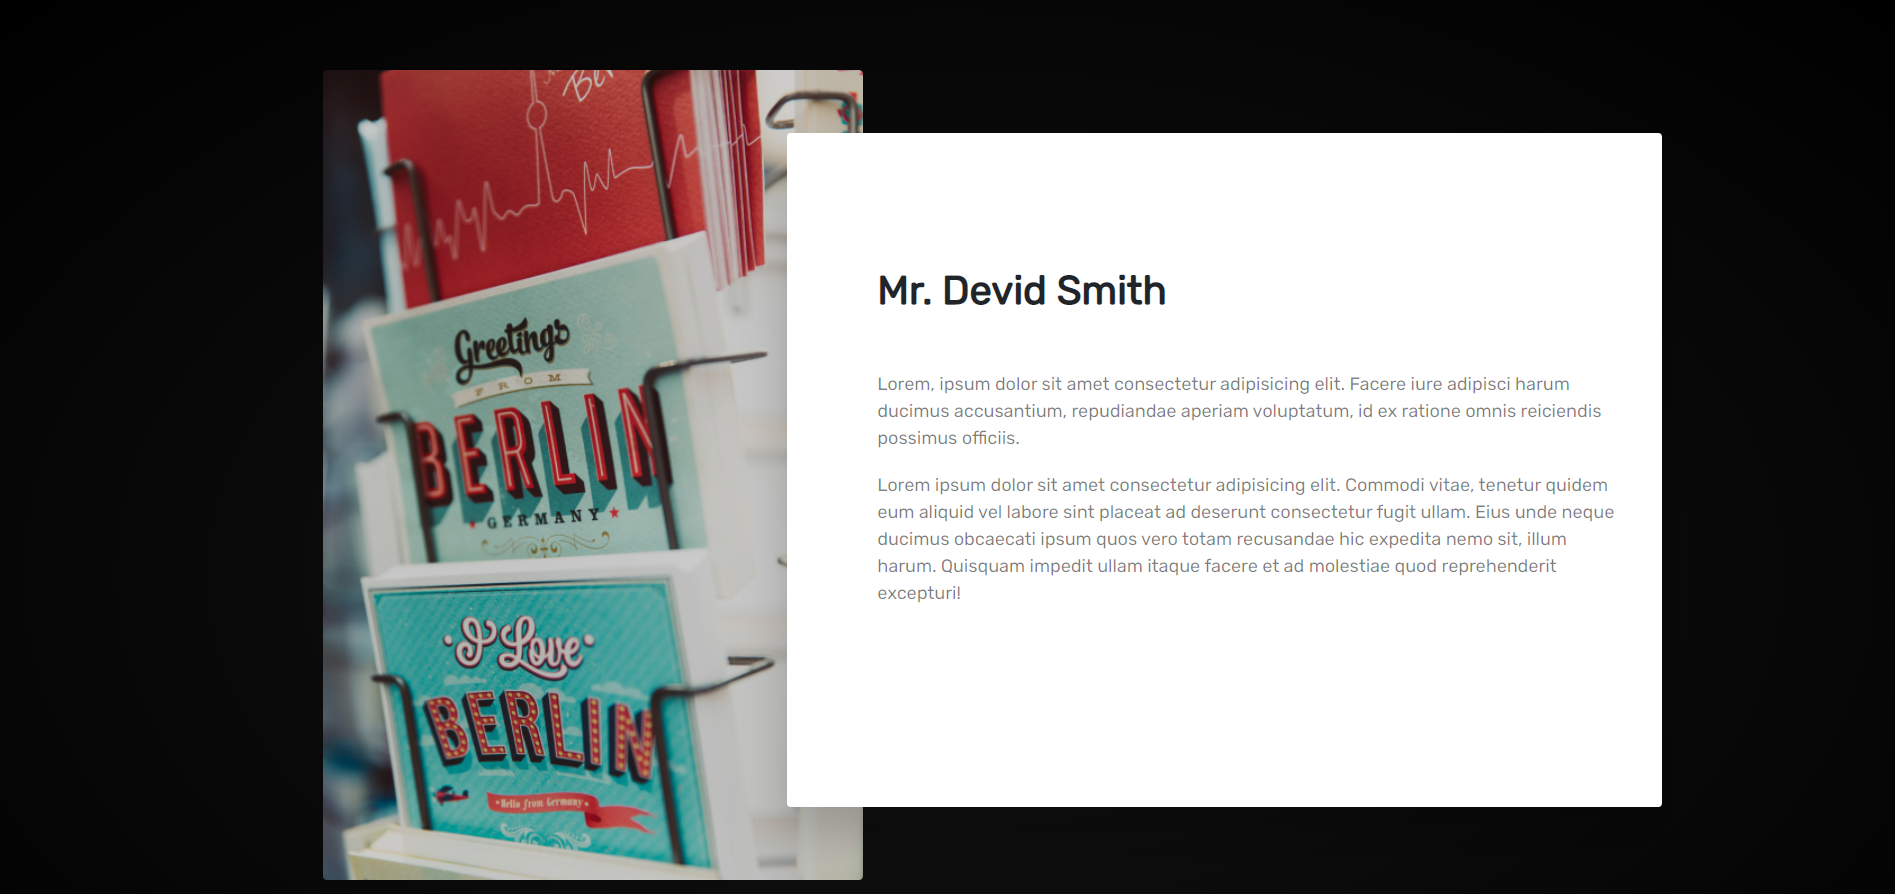 Ber
Greetings
FROM
BERLIN
GERMANY
I Love
BERLIN
Hello from Germany
Mr. Devid Smith
Lorem, ipsum dolor sit amet consectetur adipisicing elit. Facere iure adipisci harum
ducimus accusantium, repudiandae aperiam voluptatum, id ex ratione omnis reiciendis
possimus officiis.
Lorem ipsum dolor sit amet consectetur adipisicing elit. Commodi vitae, tenetur quidem
eum aliquid vel labore sint placeat ad deserunt consectetur fugit ullam. Eius unde neque
ducimus obcaecati ipsum quos vero totam recusandae hic expedita nemo sit, illum
harum. Quisquam impedit ullam itaque facere et ad molestiae quod reprehenderit
excepturi!